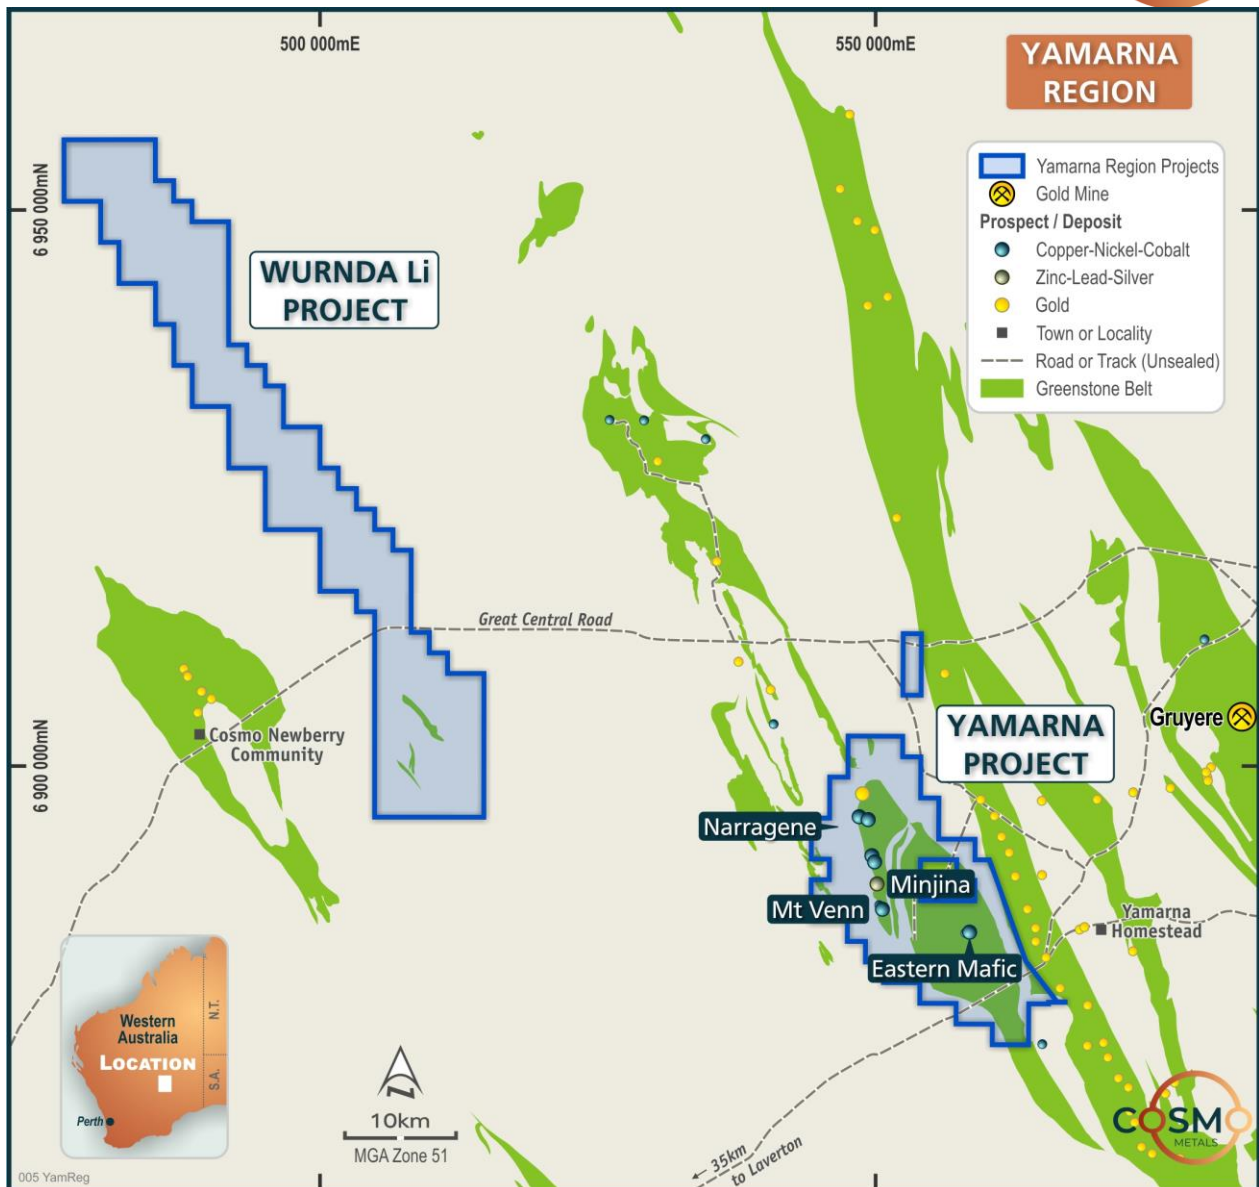 500 000mE
550 000mE
YAMARNA
REGION
6 950 000mN
Yamarna Region Projects
Gold Mine
Prospect / Deposit
Copper-Nickel-Cobalt
Zinc-Lead-Silver
Gold
Town or Locality
Road or Track (Unsealed)
Greenstone Belt
WURNDA Li
PROJECT
Great Central Road
Cosmo Newberry
Community
6 900 000mN
YAMARNA
PROJECT
Gruyere
Narragene
Minjina
Mt Venn
Eastern Mafic
Yamarna
Homestead
Western
Australia
LOCATION
N.T.
S.A.
Perth
10km
MGA Zone 51
35km
to Laverton
COSMO
METALS
005 YamReg